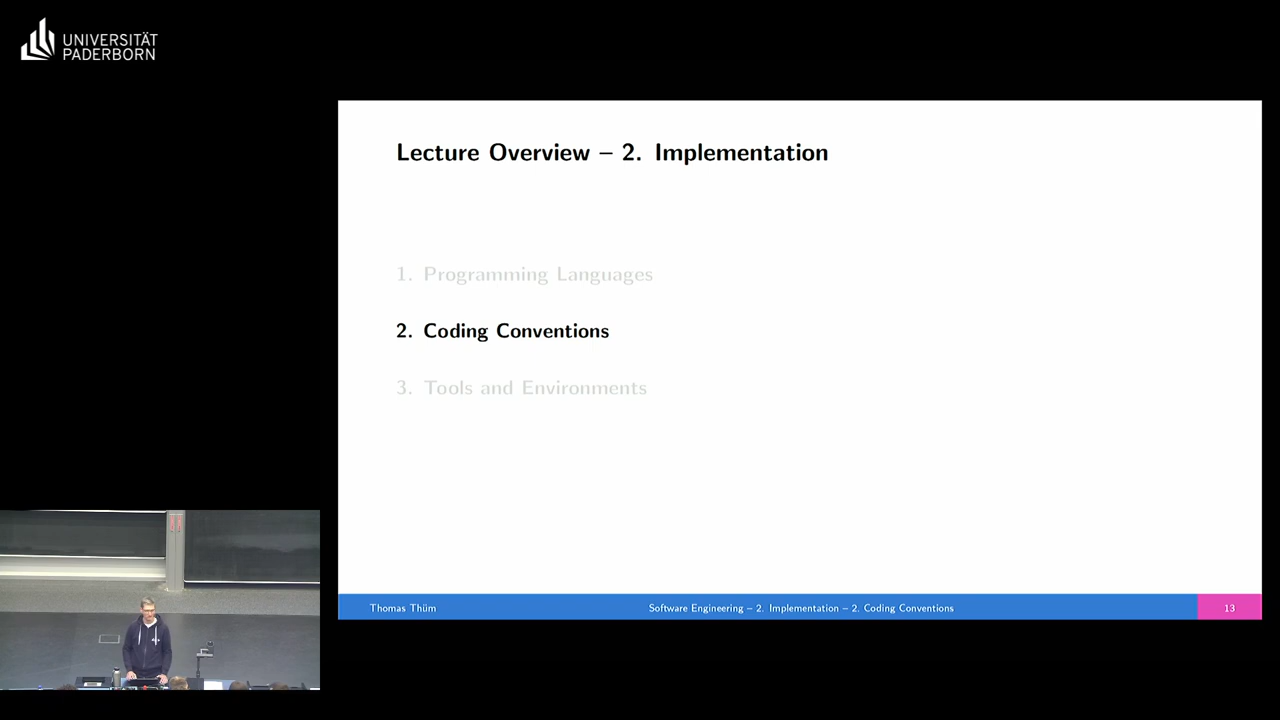 UNIVERSITÄT
PADERBORN
Lecture Overview – 2. Implementation
1. Programming Languages
2. Coding Conventions
3. Tools and Environments
Thomas Thüm
Software Engineering – 2. Implementation – 2. Coding Conventions
13